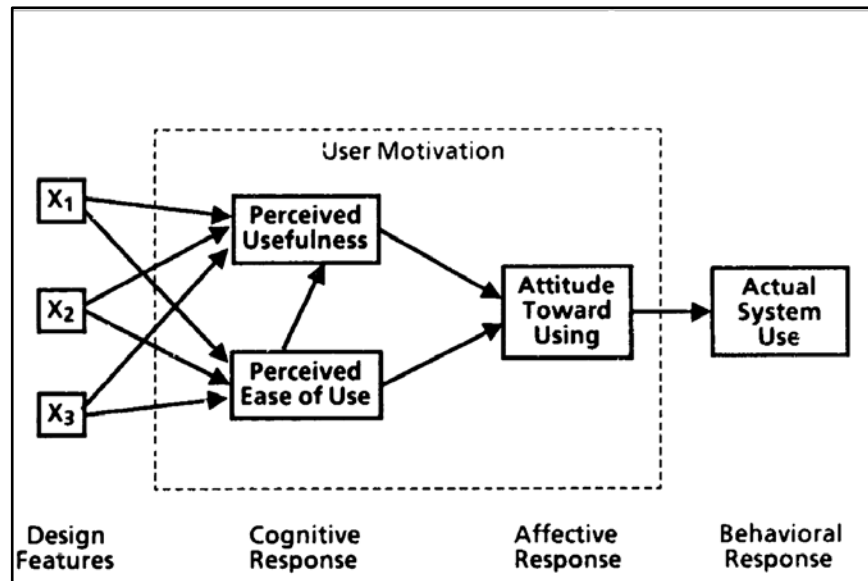 User Motivation
X1
Perceived
Usefulness
X2
Attitude
Toward
Using
Actual
System
Use
Perceived
Ease of Use
X3
Design
Features
Cognitive
Response
Affective
Response
Behavioral
Response